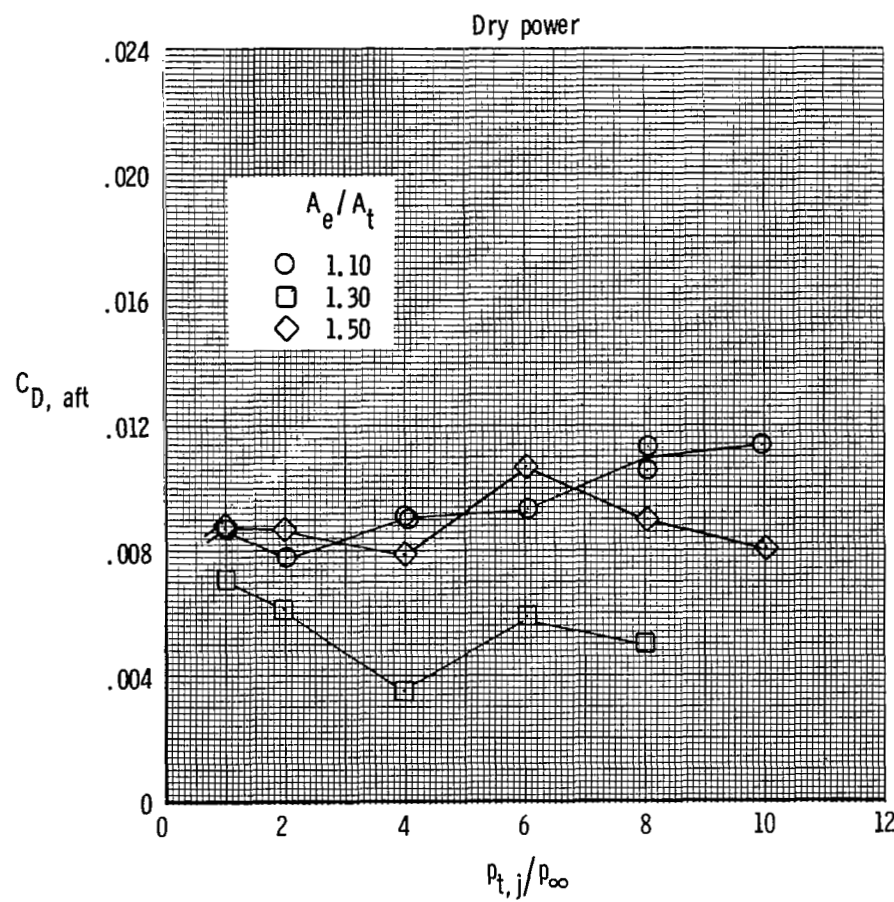 Dry power
.024
.020
.016
.012
.008
.004
0
C_D, aft
A_e/A_t
1.10
1.30
1.50
0 2 4 6 8 10 12
p_t,j/p_∞